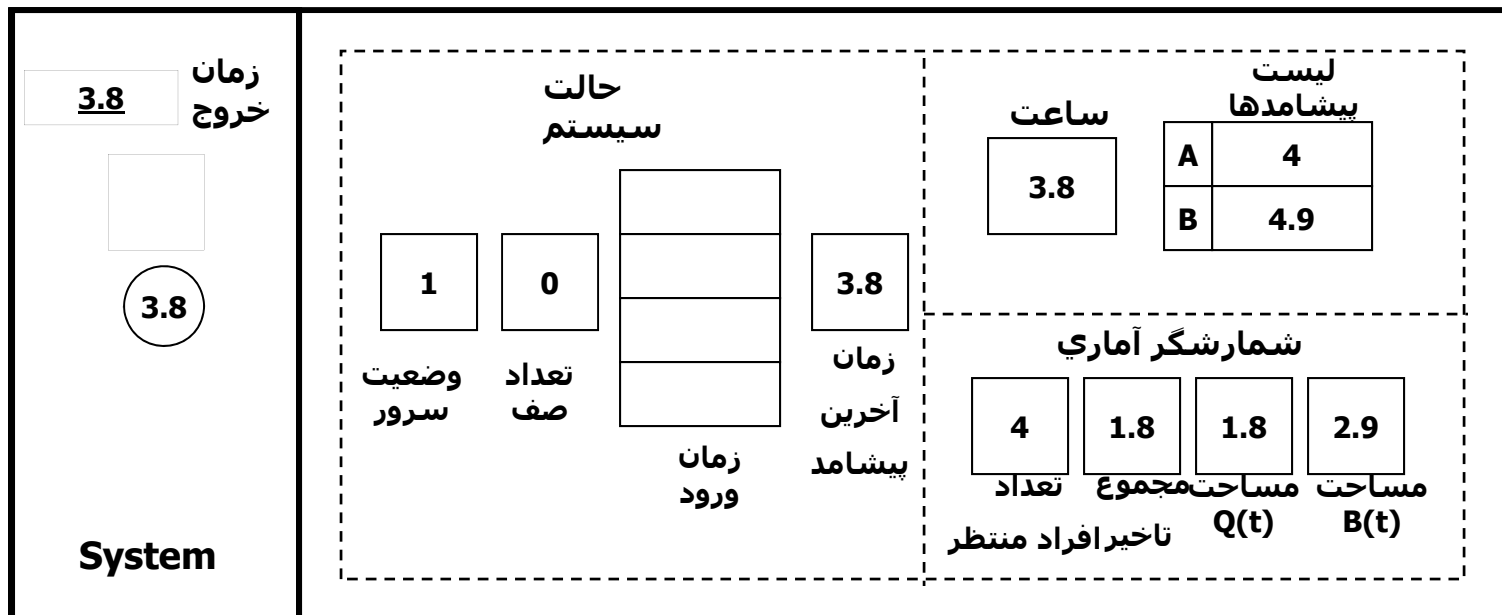 زمان
خروج
3.8
3.8
System
حالت
سیستم
1
0
3.8
وضعیت
سرور
تعداد
صف
زمان
ورود
زمان
آخرین
پیشامد
ساعت
3.8
لیست
پیشامدها
A 4
B 4.9
شمارشگر آماري
4
1.8
1.8
2.9
تعداد
افراد منتظر
مجموع
تاخیر
مساحت
Q(t)
مساحت
B(t)